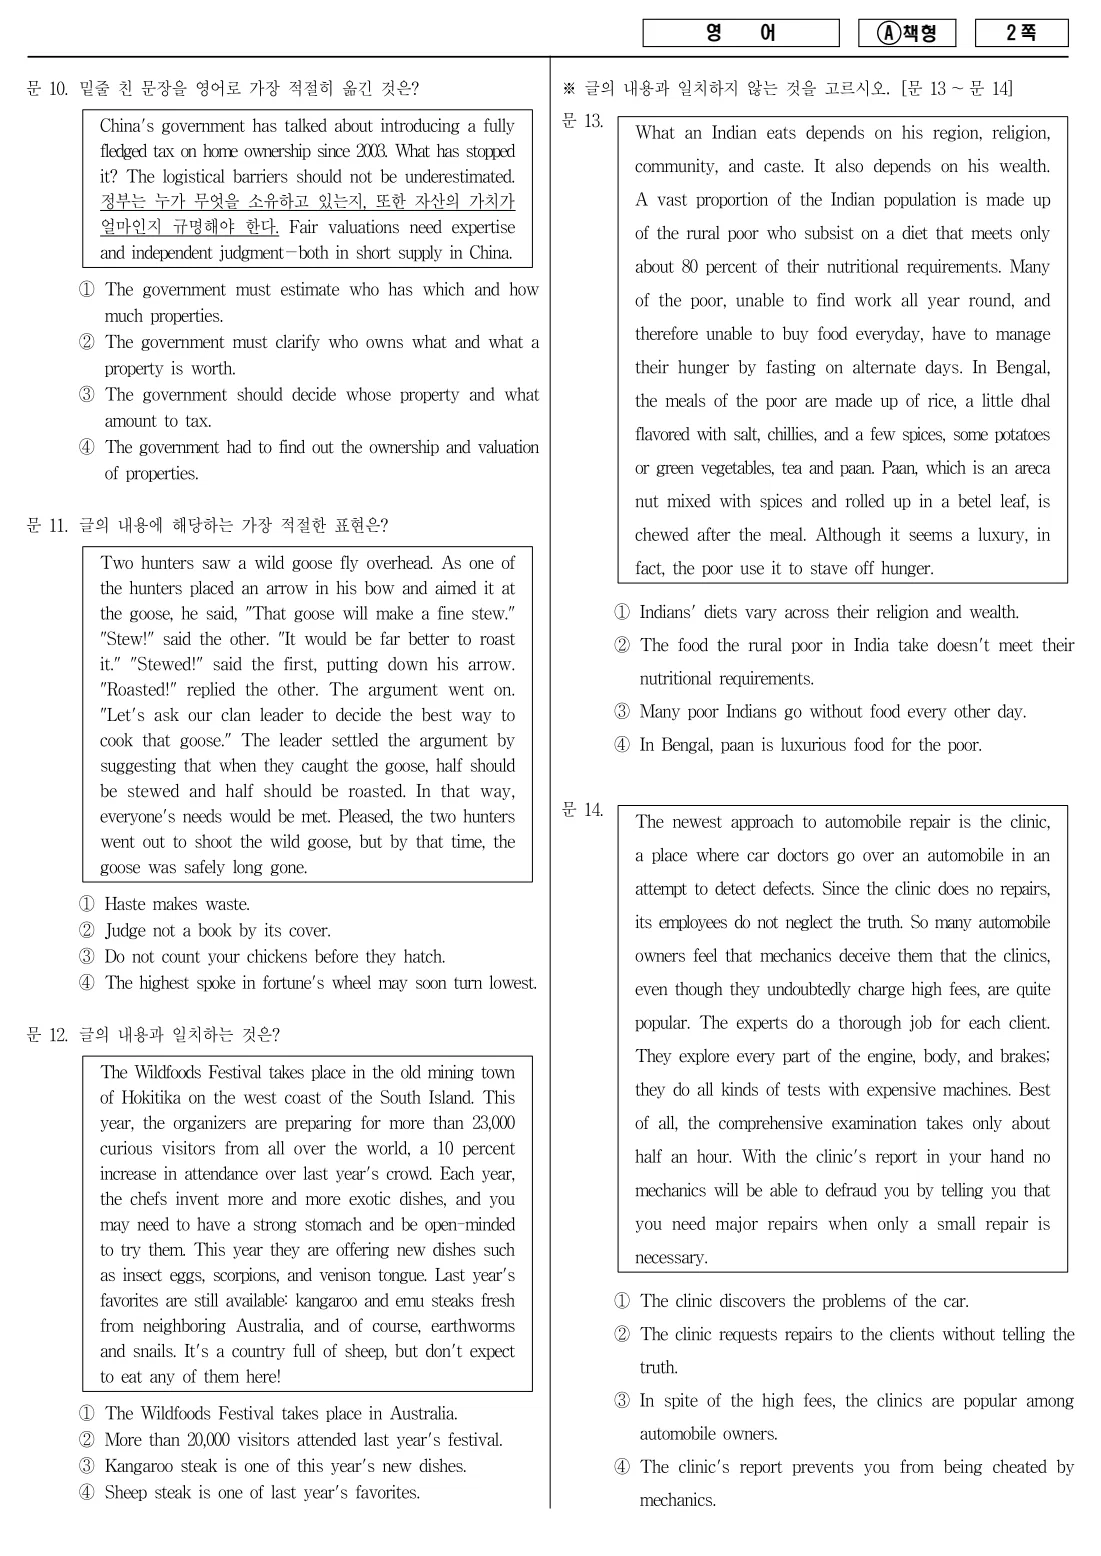 영 어
Ⓐ책형
2쪽
문 10. 밑줄 친 문장을 영어로 가장 적절히 옮긴 것은?
China's government has talked about introducing a fully
fledged tax on home ownership since 2003. What has stopped
it? The logistical barriers should not be underestimated.
정부는 누가 무엇을 소유하고 있는지, 또한 자산의 가치가
얼마인지 규명해야 한다. Fair valuations need expertise
and independent judgment－both in short supply in China.
① The government must estimate who has which and how
much properties.
② The government must clarify who owns what and what a
property is worth.
③ The government should decide whose property and what
amount to tax.
④ The government had to find out the ownership and valuation
of properties.
문 11. 글의 내용에 해당하는 가장 적절한 표현은?
Two hunters saw a wild goose fly overhead. As one of
the hunters placed an arrow in his bow and aimed it at
the goose, he said, "That goose will make a fine stew."
"Stew!" said the other. "It would be far better to roast
it." "Stewed!" said the first, putting down his arrow.
"Roasted!" replied the other. The argument went on.
"Let's ask our clan leader to decide the best way to
cook that goose." The leader settled the argument by
suggesting that when they caught the goose, half should
be stewed and half should be roasted. In that way,
everyone's needs would be met. Pleased, the two hunters
went out to shoot the wild goose, but by that time, the
goose was safely long gone.
① Haste makes waste.
② Judge not a book by its cover.
③ Do not count your chickens before they hatch.
④ The highest spoke in fortune's wheel may soon turn lowest.
문 12. 글의 내용과 일치하는 것은?
The Wildfoods Festival takes place in the old mining town
of Hokitika on the west coast of the South Island. This
year, the organizers are preparing for more than 23,000
curious visitors from all over the world, a 10 percent
increase in attendance over last year's crowd. Each year,
the chefs invent more and more exotic dishes, and you
may need to have a strong stomach and be open-minded
to try them. This year they are offering new dishes such
as insect eggs, scorpions, and venison tongue. Last year's
favorites are still available: kangaroo and emu steaks fresh
from neighboring Australia, and of course, earthworms
and snails. It's a country full of sheep, but don't expect
to eat any of them here!
① The Wildfoods Festival takes place in Australia.
② More than 20,000 visitors attended last year's festival.
③ Kangaroo steak is one of this year's new dishes.
④ Sheep steak is one of last year's favorites.
※ 글의 내용과 일치하지 않는 것을 고르시오. [문 13 ~ 문 14]
문 13.
What an Indian eats depends on his region, religion,
community, and caste. It also depends on his wealth.
A vast proportion of the Indian population is made up
of the rural poor who subsist on a diet that meets only
about 80 percent of their nutritional requirements. Many
of the poor, unable to find work all year round, and
therefore unable to buy food everyday, have to manage
their hunger by fasting on alternate days. In Bengal,
the meals of the poor are made up of rice, a little dhal
flavored with salt, chillies, and a few spices, some potatoes
or green vegetables, tea and paan. Paan, which is an areca
nut mixed with spices and rolled up in a betel leaf, is
chewed after the meal. Although it seems a luxury, in
fact, the poor use it to stave off hunger.
① Indians' diets vary across their religion and wealth.
② The food the rural poor in India take doesn't meet their
nutritional requirements.
③ Many poor Indians go without food every other day.
④ In Bengal, paan is luxurious food for the poor.
문 14.
The newest approach to automobile repair is the clinic,
a place where car doctors go over an automobile in an
attempt to detect defects. Since the clinic does no repairs,
its employees do not neglect the truth. So many automobile
owners feel that mechanics deceive them that the clinics,
even though they undoubtedly charge high fees, are quite
popular. The experts do a thorough job for each client.
They explore every part of the engine, body, and brakes;
they do all kinds of tests with expensive machines. Best
of all, the comprehensive examination takes only about
half an hour. With the clinic's report in your hand no
mechanics will be able to defraud you by telling you that
you need major repairs when only a small repair is
necessary.
① The clinic discovers the problems of the car.
② The clinic requests repairs to the clients without telling the
truth.
③ In spite of the high fees, the clinics are popular among
automobile owners.
④ The clinic's report prevents you from being cheated by
mechanics.